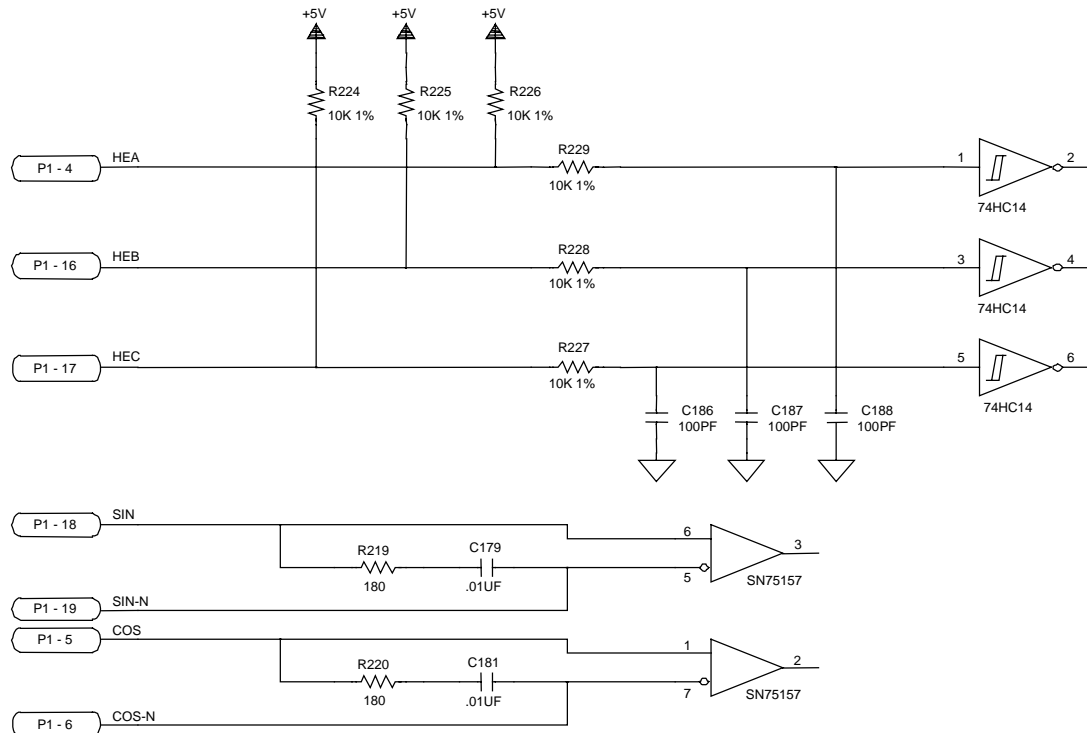 +5V +5V +5V
R224 R225 R226
10K 1% 10K 1% 10K 1%
P1 - 4 HEA R229 1 2
10K 1%
74HC14
P1 - 16 HEB R228 3 4
10K 1%
74HC14
P1 - 17 HEC R227 5 6
10K 1%
74HC14
C186 C187 C188
100PF 100PF 100PF
P1 - 18 SIN 6
R219 C179 3
180 .01UF 5 SN75157
P1 - 19 SIN-N
P1 - 5 COS 1
R220 C181 2
180 .01UF 7 SN75157
P1 - 6 COS-N